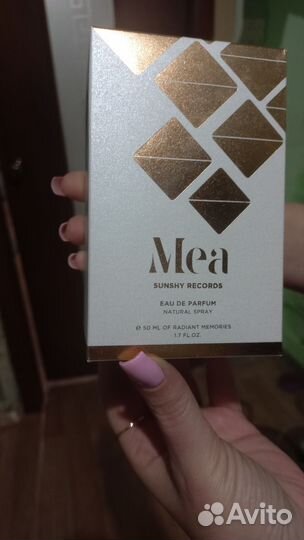 Mea
SUNSHY RECORDS
EAU DE PARFUM
NATURAL SPRAY
℮ 50 ML OF RADIANT MEMORIES
1.7 FL OZ.
Avito